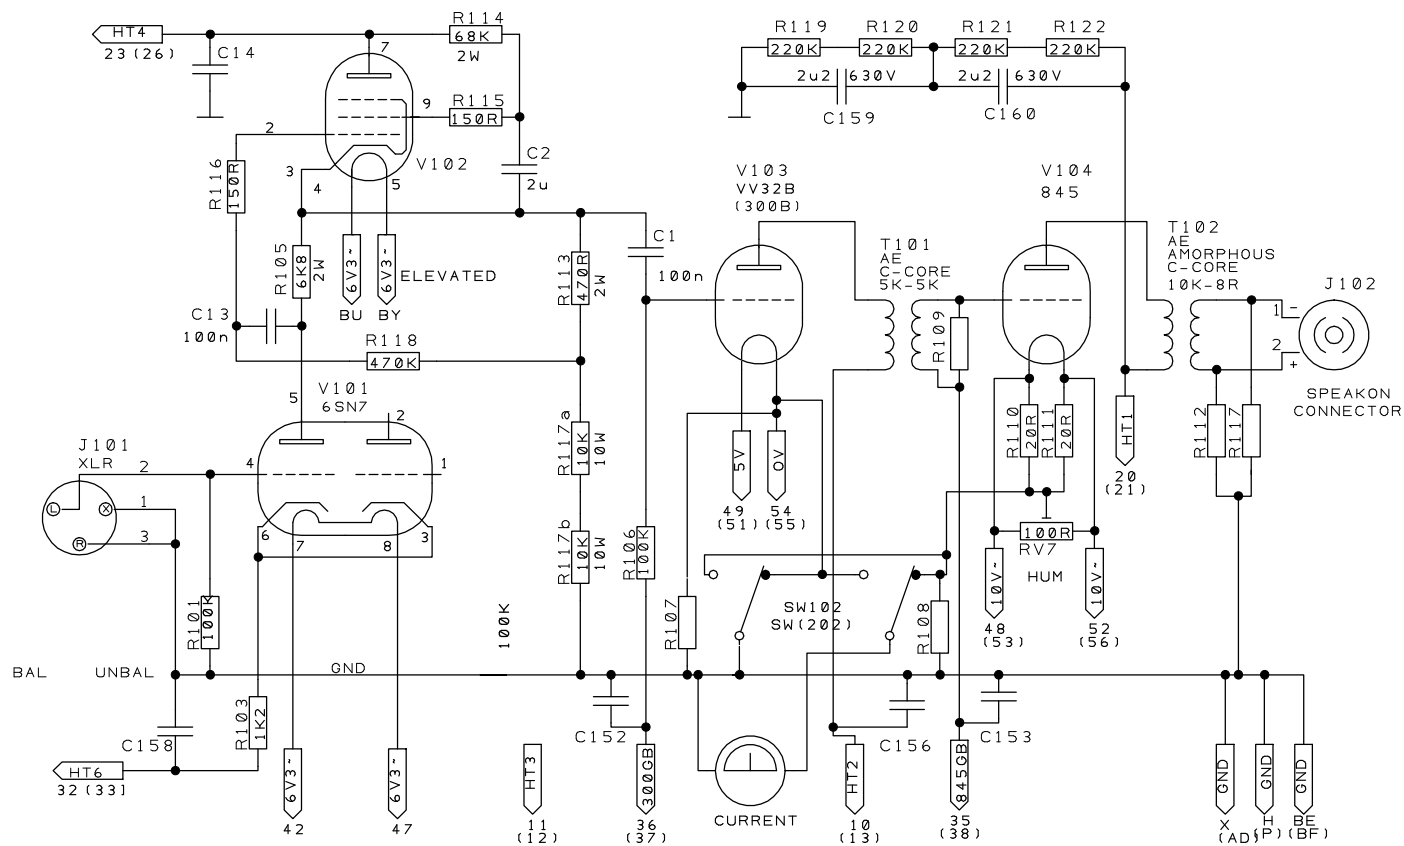 HT4
23 (26)
C14
R114
68K
2W
7
R115
150R
9
2
R116
150R
3
4
5
V102
C2
2u
R119
220K
R120
220K
R121
220K
R122
220K
2u2
630V
C159
2u2
630V
C160
V103
VV32B
(300B)
V104
845
C1
100n
R105
6K8
2W
6V3~
6V3~
ELEVATED
BU
BY
R113
470R
2W
C13
100n
R118
470K
T101
AE
C-CORE
5K-5K
R109
T102
AE
AMORPHOUS
C-CORE
10K-8R
J102
1
-
2
+
SPEAKON
CONNECTOR
5
V101
6SN7
2
R117a
10K
10W
J101
XLR
2
L
X
1
R
3
4
1
6
7
8
3
R117b
10K
10W
R106
100K
5V
49
(51)
0V
54
(55)
R110
20R
R111
20R
HT1
20
(21)
R112
R117
100R
RV7
HUM
10V~
48
(53)
10V~
52
(56)
R101
100K
100K
R107
SW102
SW(202)
R108
BAL
UNBAL
GND
C158
R103
1K2
HT6
32 (33]
6V3~
42
6V3~
47
HT3
11
(12)
C152
300GB
36
(37)
CURRENT
HT2
10
(13)
C156
845GB
35
(38)
C153
GND
X
(AD)
GND
H
(P)
GND
BE
(BF)